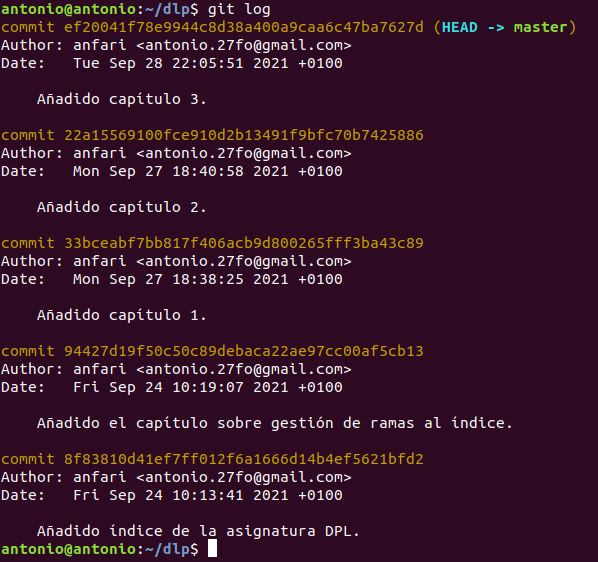 antonio@antonio:~/dlp$ git log
commit ef20041f78e9944c8d38a400a9caa6c47ba7627d (HEAD -> master)
Author: anfari <antonio.27fo@gmail.com>
Date:   Tue Sep 28 22:05:51 2021 +0100
    Añadido capítulo 3.
commit 22a15569100fce910d2b13491f9bfc70b7425886
Author: anfari <antonio.27fo@gmail.com>
Date:   Mon Sep 27 18:40:58 2021 +0100
    Añadido capítulo 2.
commit 33bceabf7bb817f406acb9d800265fff3ba43c89
Author: anfari <antonio.27fo@gmail.com>
Date:   Mon Sep 27 18:38:25 2021 +0100
    Añadido capítulo 1.
commit 94427d19f50c50c89debaca22ae97cc00af5cb13
Author: anfari <antonio.27fo@gmail.com>
Date:   Fri Sep 24 10:19:07 2021 +0100
    Añadido el capítulo sobre gestión de ramas al índice.
commit 8f83810d41ef7ff012f6a1666d14b4ef5621bfd2
Author: anfari <antonio.27fo@gmail.com>
Date:   Fri Sep 24 10:13:41 2021 +0100
    Añadido índice de la asignatura DPL.
antonio@antonio:~/dlp$